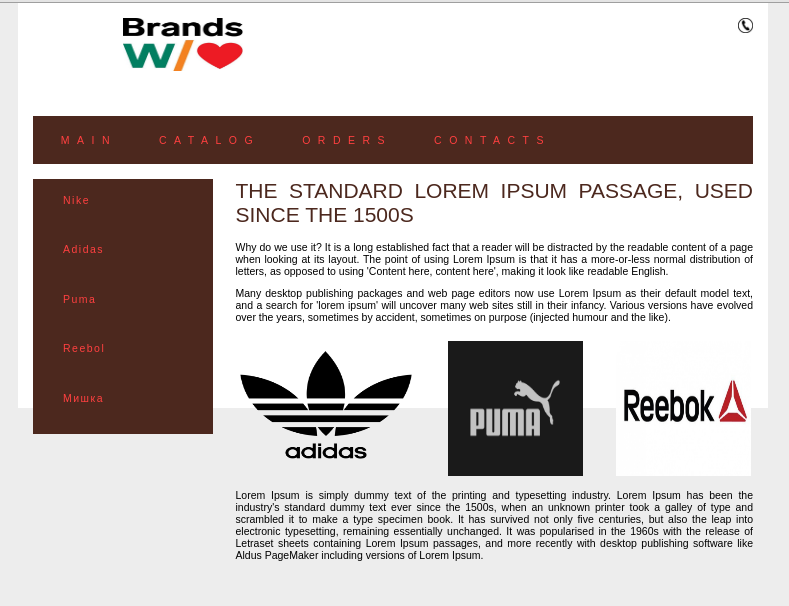 Brands
W/
MAIN CATALOG ORDERS CONTACTS
Nike
Adidas
Puma
Reebol
Мишка
THE STANDARD LOREM IPSUM PASSAGE, USED
SINCE THE 1500S
Why do we use it? It is a long established fact that a reader will be distracted by the readable content of a page
when looking at its layout. The point of using Lorem Ipsum is that it has a more-or-less normal distribution of
letters, as opposed to using 'Content here, content here', making it look like readable English.
Many desktop publishing packages and web page editors now use Lorem Ipsum as their default model text,
and a search for 'lorem ipsum' will uncover many web sites still in their infancy. Various versions have evolved
over the years, sometimes by accident, sometimes on purpose (injected humour and the like).
adidas
PUMA
Reebok
Lorem Ipsum is simply dummy text of the printing and typesetting industry. Lorem Ipsum has been the
industry's standard dummy text ever since the 1500s, when an unknown printer took a galley of type and
scrambled it to make a type specimen book. It has survived not only five centuries, but also the leap into
electronic typesetting, remaining essentially unchanged. It was popularised in the 1960s with the release of
Letraset sheets containing Lorem Ipsum passages, and more recently with desktop publishing software like
Aldus PageMaker including versions of Lorem Ipsum.